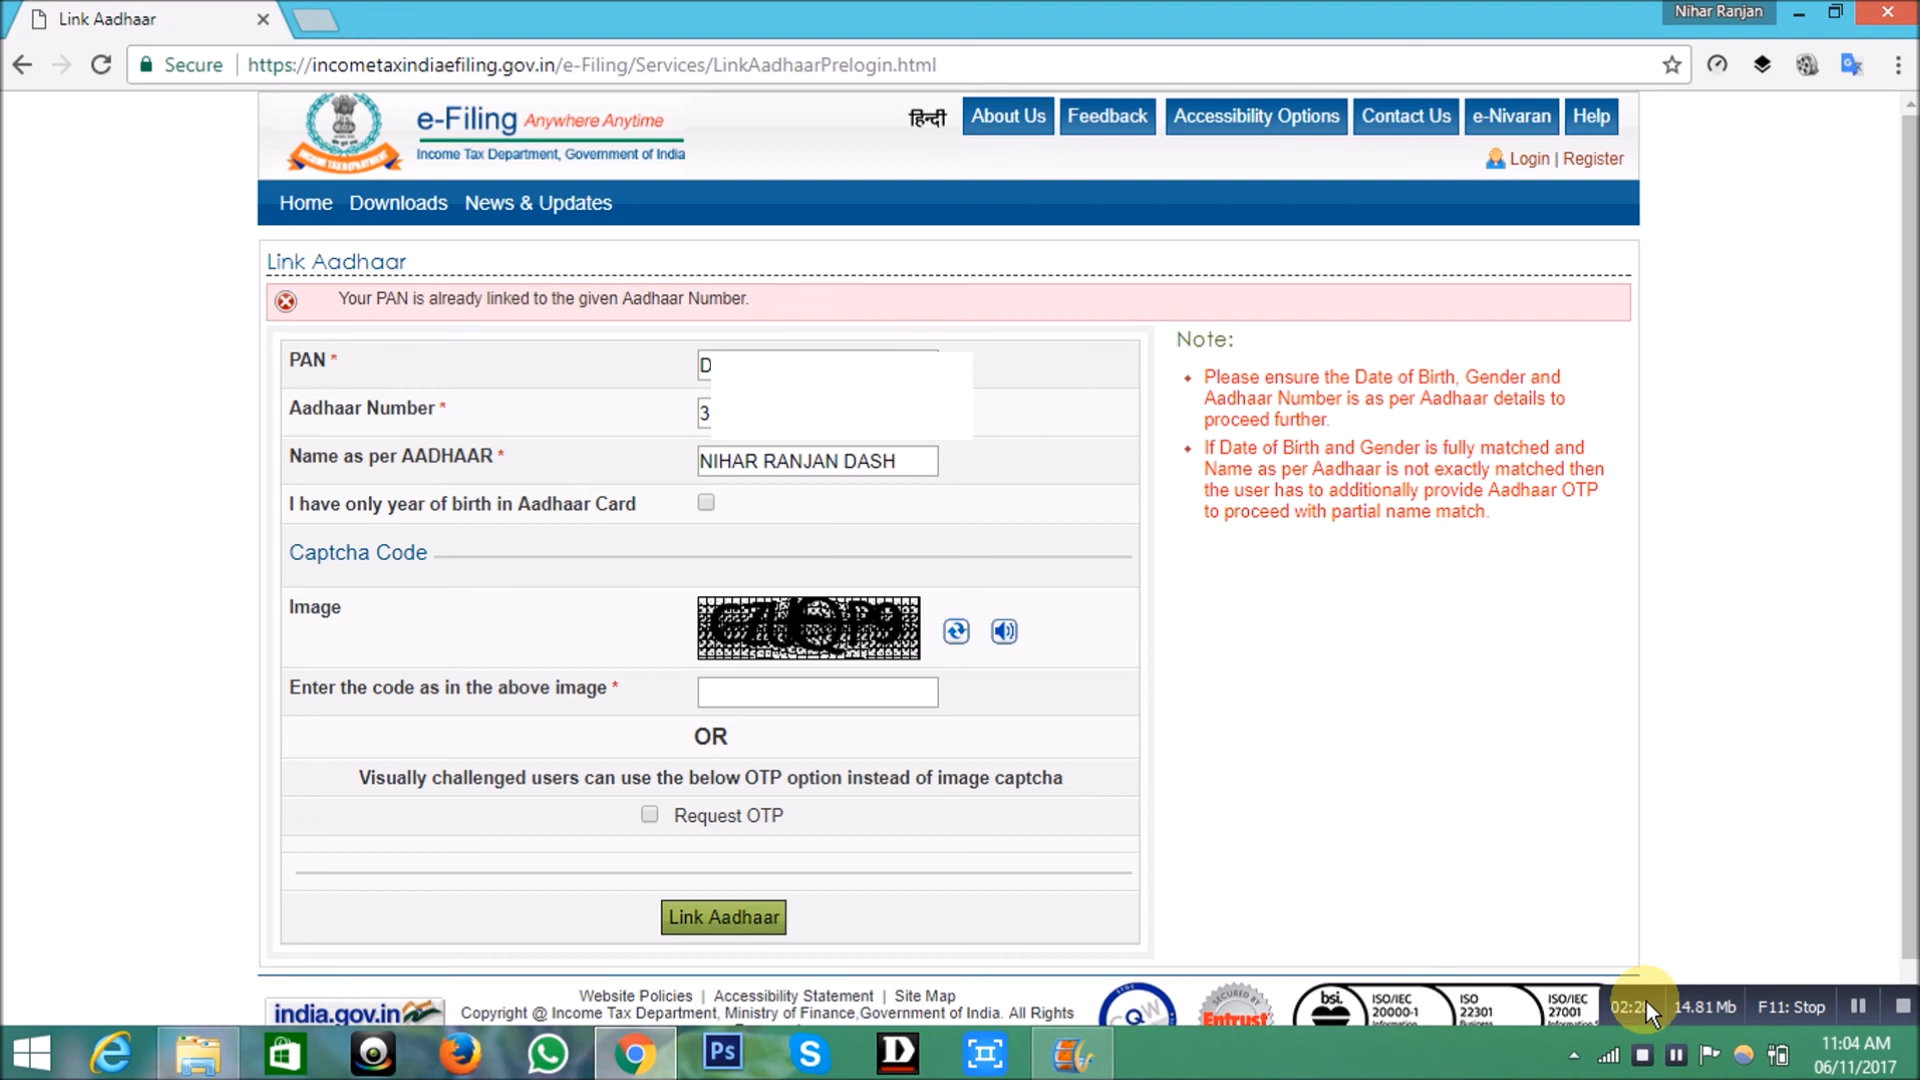 Link Aadhaar
Nihar Ranjan
Secure
https://incometaxindiaefiling.gov.in/e-Filing/Services/LinkAadhaarPrelogin.html
e-Filing Anywhere Anytime
Income Tax Department, Government of India
हिन्दी
About Us
Feedback
Accessibility Options
Contact Us
e-Nivaran
Help
Login | Register
Home
Downloads
News & Updates
Link Aadhaar
Your PAN is already linked to the given Aadhaar Number.
PAN *
D
Aadhaar Number *
3
Name as per AADHAAR *
NIHAR RANJAN DASH
I have only year of birth in Aadhaar Card
Captcha Code
Image
Enter the code as in the above image *
OR
Visually challenged users can use the below OTP option instead of image captcha
Request OTP
Link Aadhaar
Note:
Please ensure the Date of Birth, Gender and
Aadhaar Number is as per Aadhaar details to
proceed further.
If Date of Birth and Gender is fully matched and
Name as per Aadhaar is not exactly matched then
the user has to additionally provide Aadhaar OTP
to proceed with partial name match.
india.gov.in
Website Policies | Accessibility Statement | Site Map
Copyright @ Income Tax Department, Ministry of Finance,Government of India. All Rights
QW
SECURED BY
Entrust
bsi.
ISO/IEC
20000-1
ISO
22301
ISO/IEC
27001
14.81 Mb
F11: Stop
Ps
11:04 AM
06/11/2017